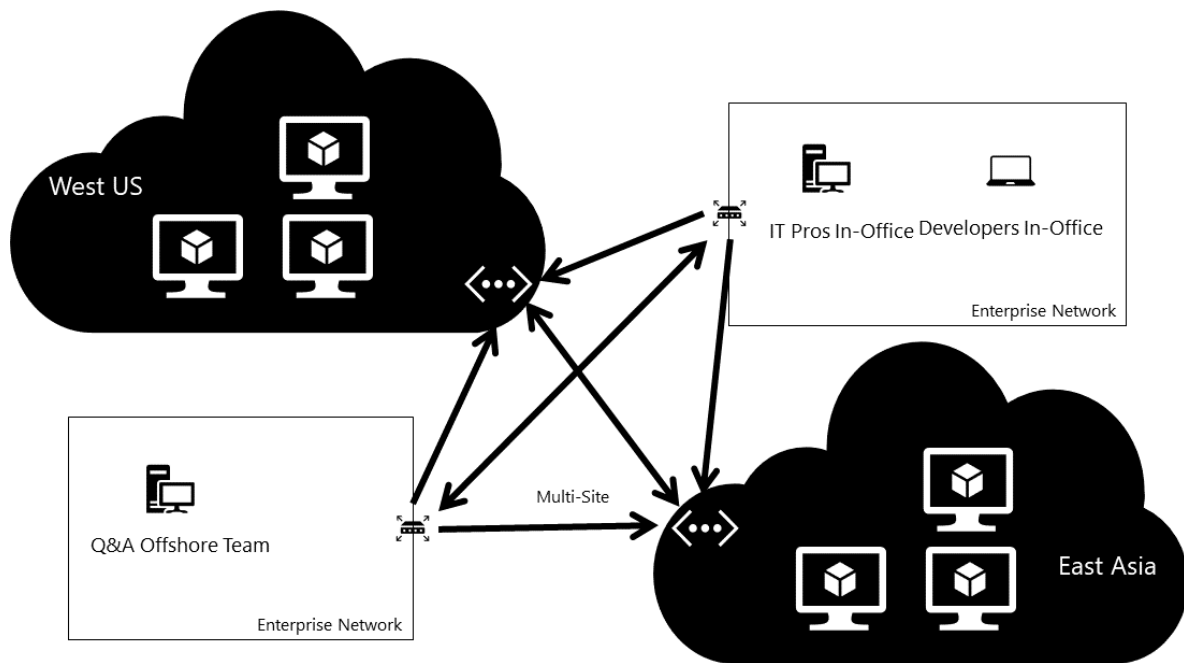 West US
IT Pros In-Office
Developers In-Office
Enterprise Network
Multi-Site
Q&A Offshore Team
Enterprise Network
East Asia